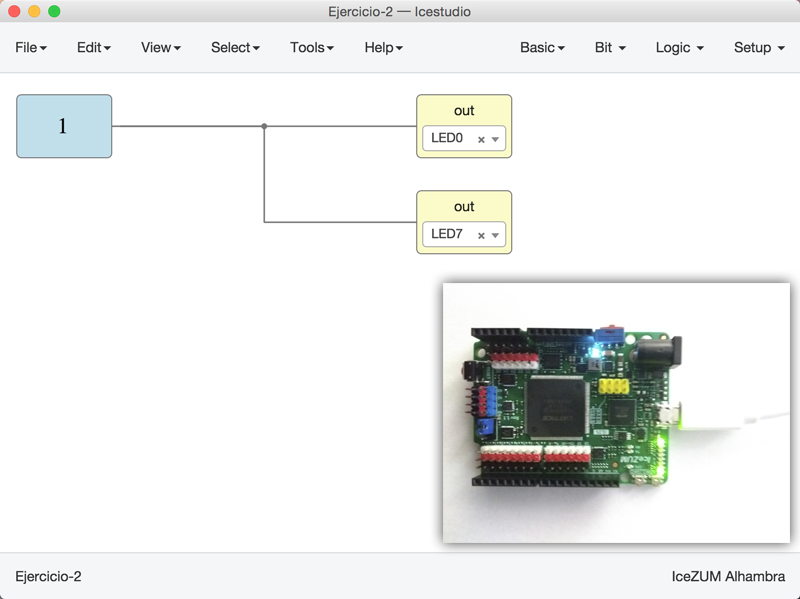 Ejercicio-2 — Icestudio
File Edit View Select Tools Help Basic Bit Logic Setup
1
out
LED0
out
LED7
IceZUM
Ejercicio-2
IceZUM Alhambra